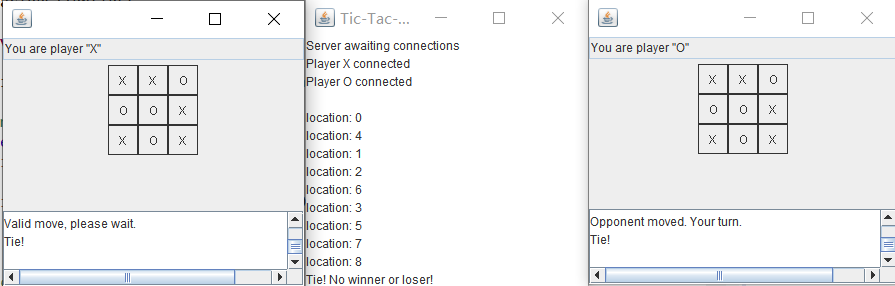 You are player "X"
X X O
O O X
X O X
Valid move, please wait.
Tie!
Tic-Tac-...
Server awaiting connections
Player X connected
Player O connected
location: 0
location: 4
location: 1
location: 2
location: 6
location: 3
location: 5
location: 7
location: 8
Tie! No winner or loser!
You are player "O"
X X O
O O X
X O X
Opponent moved. Your turn.
Tie!